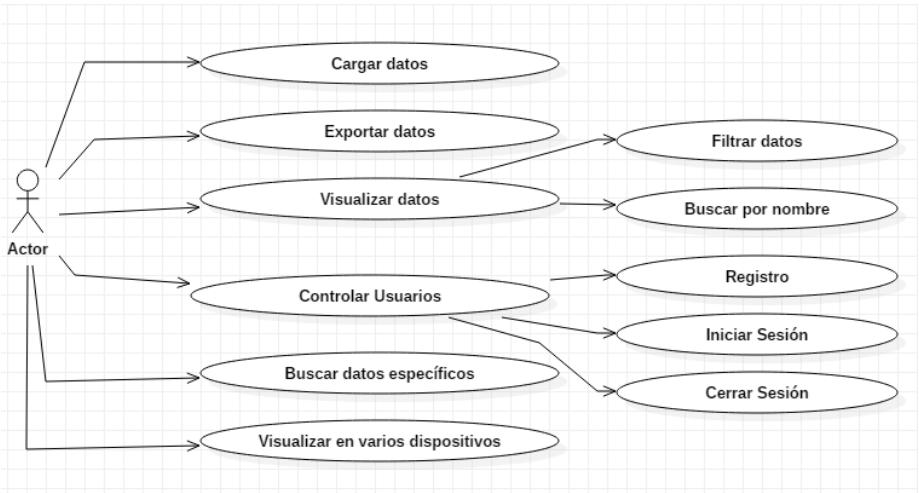 Cargar datos
Exportar datos
Filtrar datos
Visualizar datos
Buscar por nombre
Actor
Registro
Controlar Usuarios
Iniciar Sesión
Buscar datos específicos
Cerrar Sesión
Visualizar en varios dispositivos